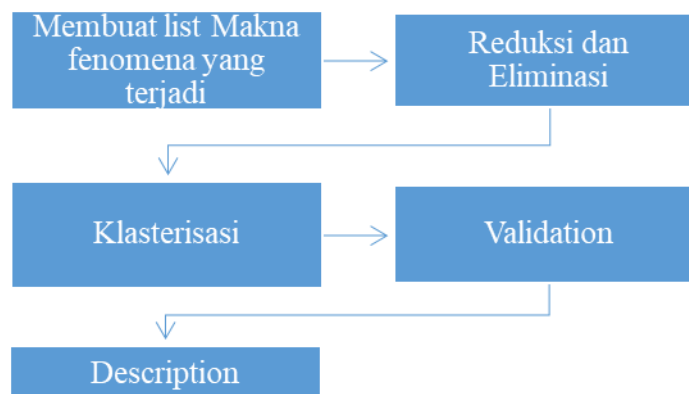 Membuat list Makna
fenomena yang
terjadi
Reduksi dan
Eliminasi
Klasterisasi
Validation
Description